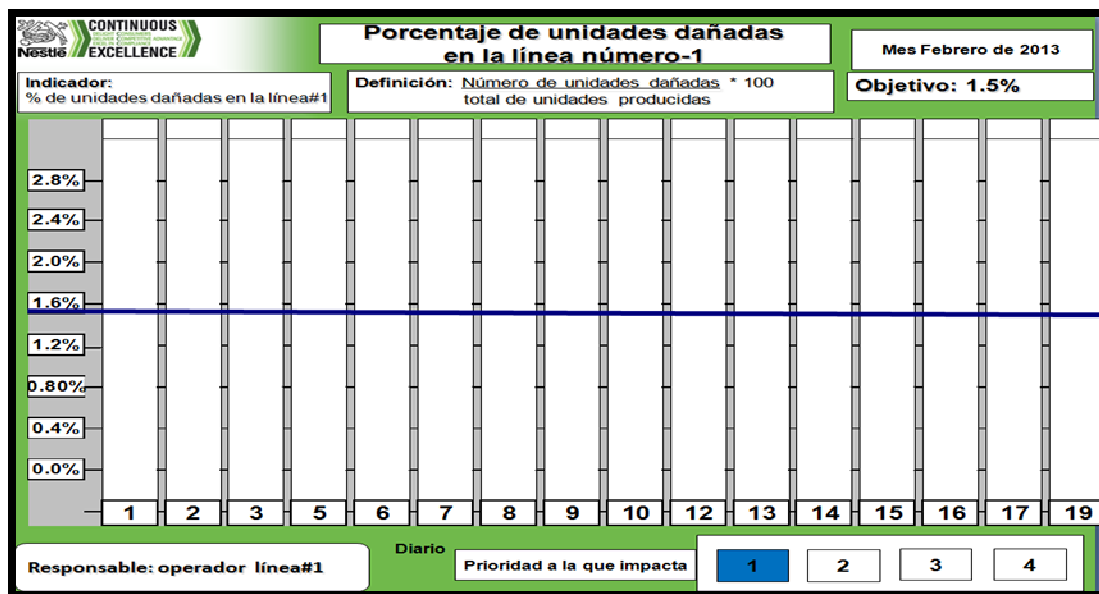 Nestlé
CONTINUOUS
EXCELLENCE
Porcentaje de unidades dañadas
en la línea número-1
Mes Febrero de 2013
Indicador:
% de unidades dañadas en la línea#1
Definición: Número de unidades dañadas * 100
total de unidades producidas
Objetivo: 1.5%
2.8%
2.4%
2.0%
1.6%
1.2%
0.80%
0.4%
0.0%
1 2 3 5 6 7 8 9 10 12 13 14 15 16 17 19
Diario
Responsable: operador línea#1
Prioridad a la que impacta
1 2 3 4